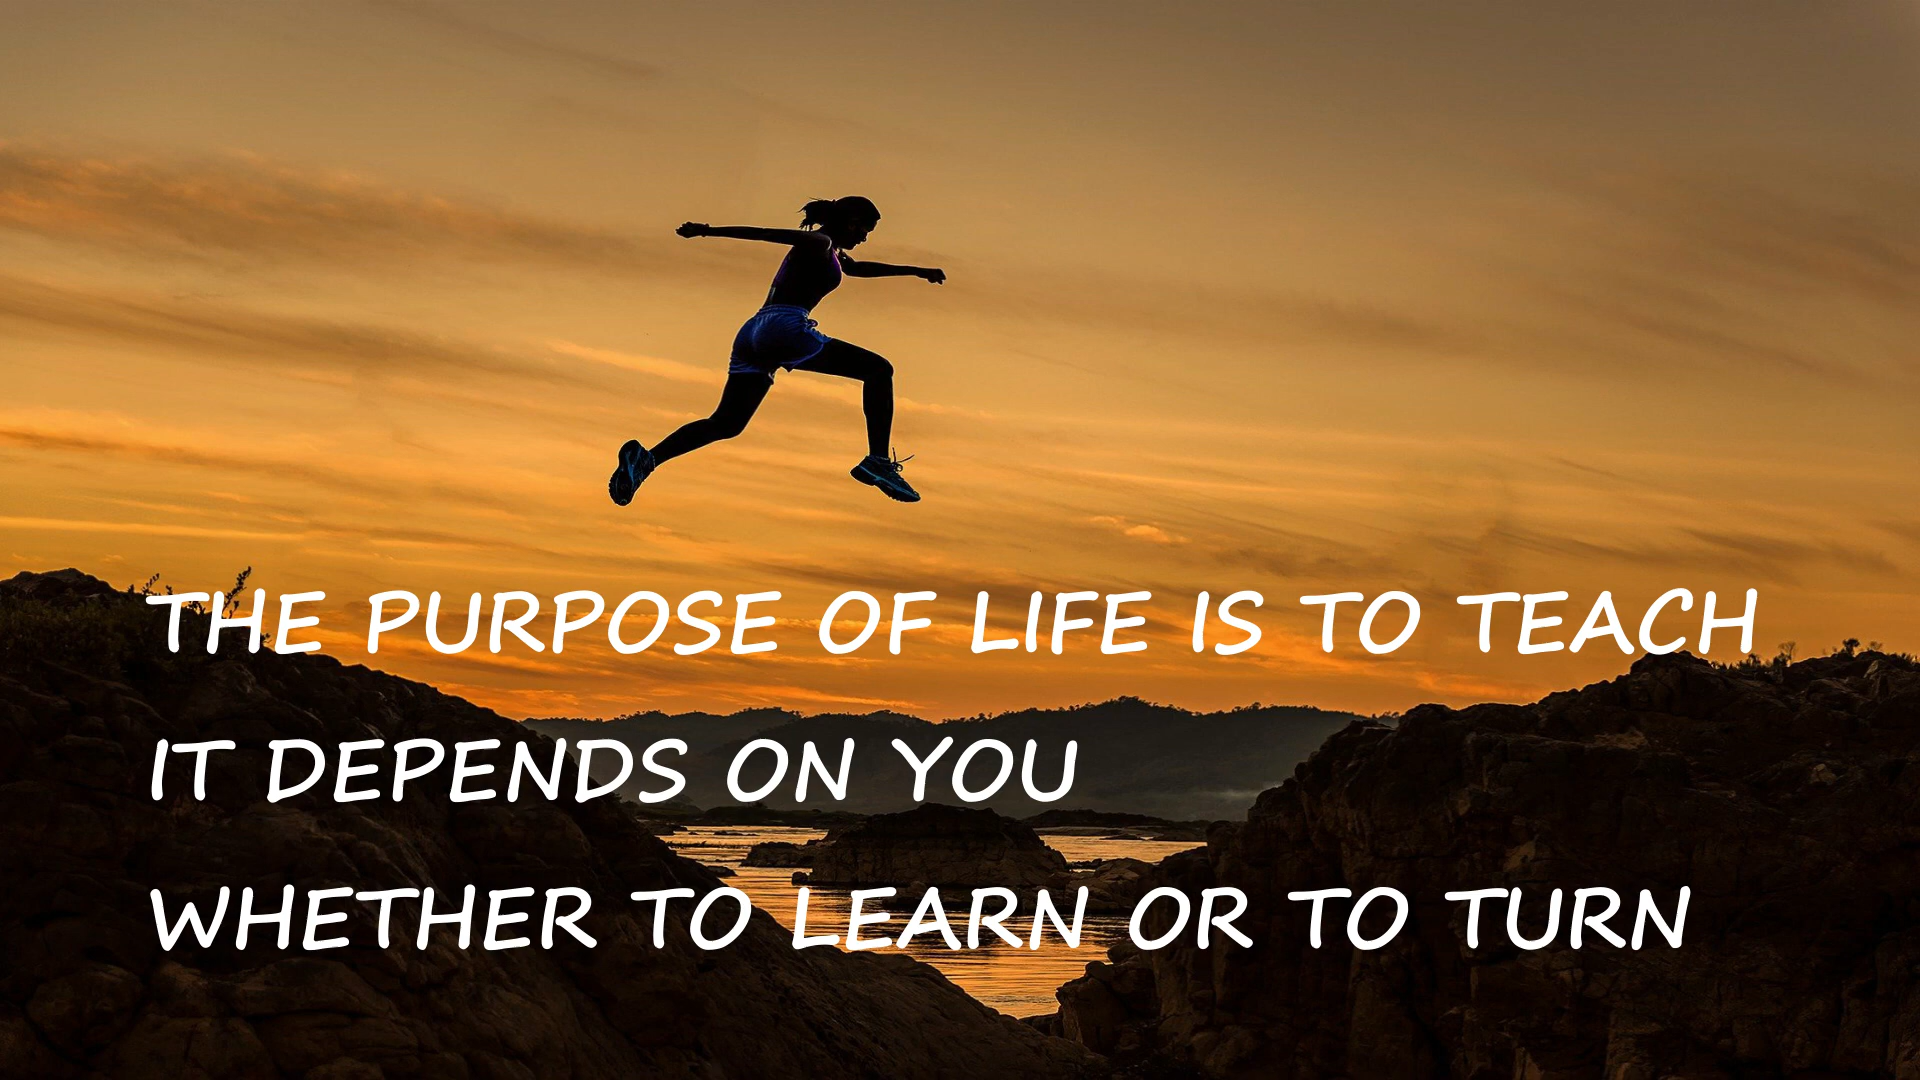 THE PURPOSE OF LIFE IS TO TEACH
IT DEPENDS ON YOU
WHETHER TO LEARN OR TO TURN